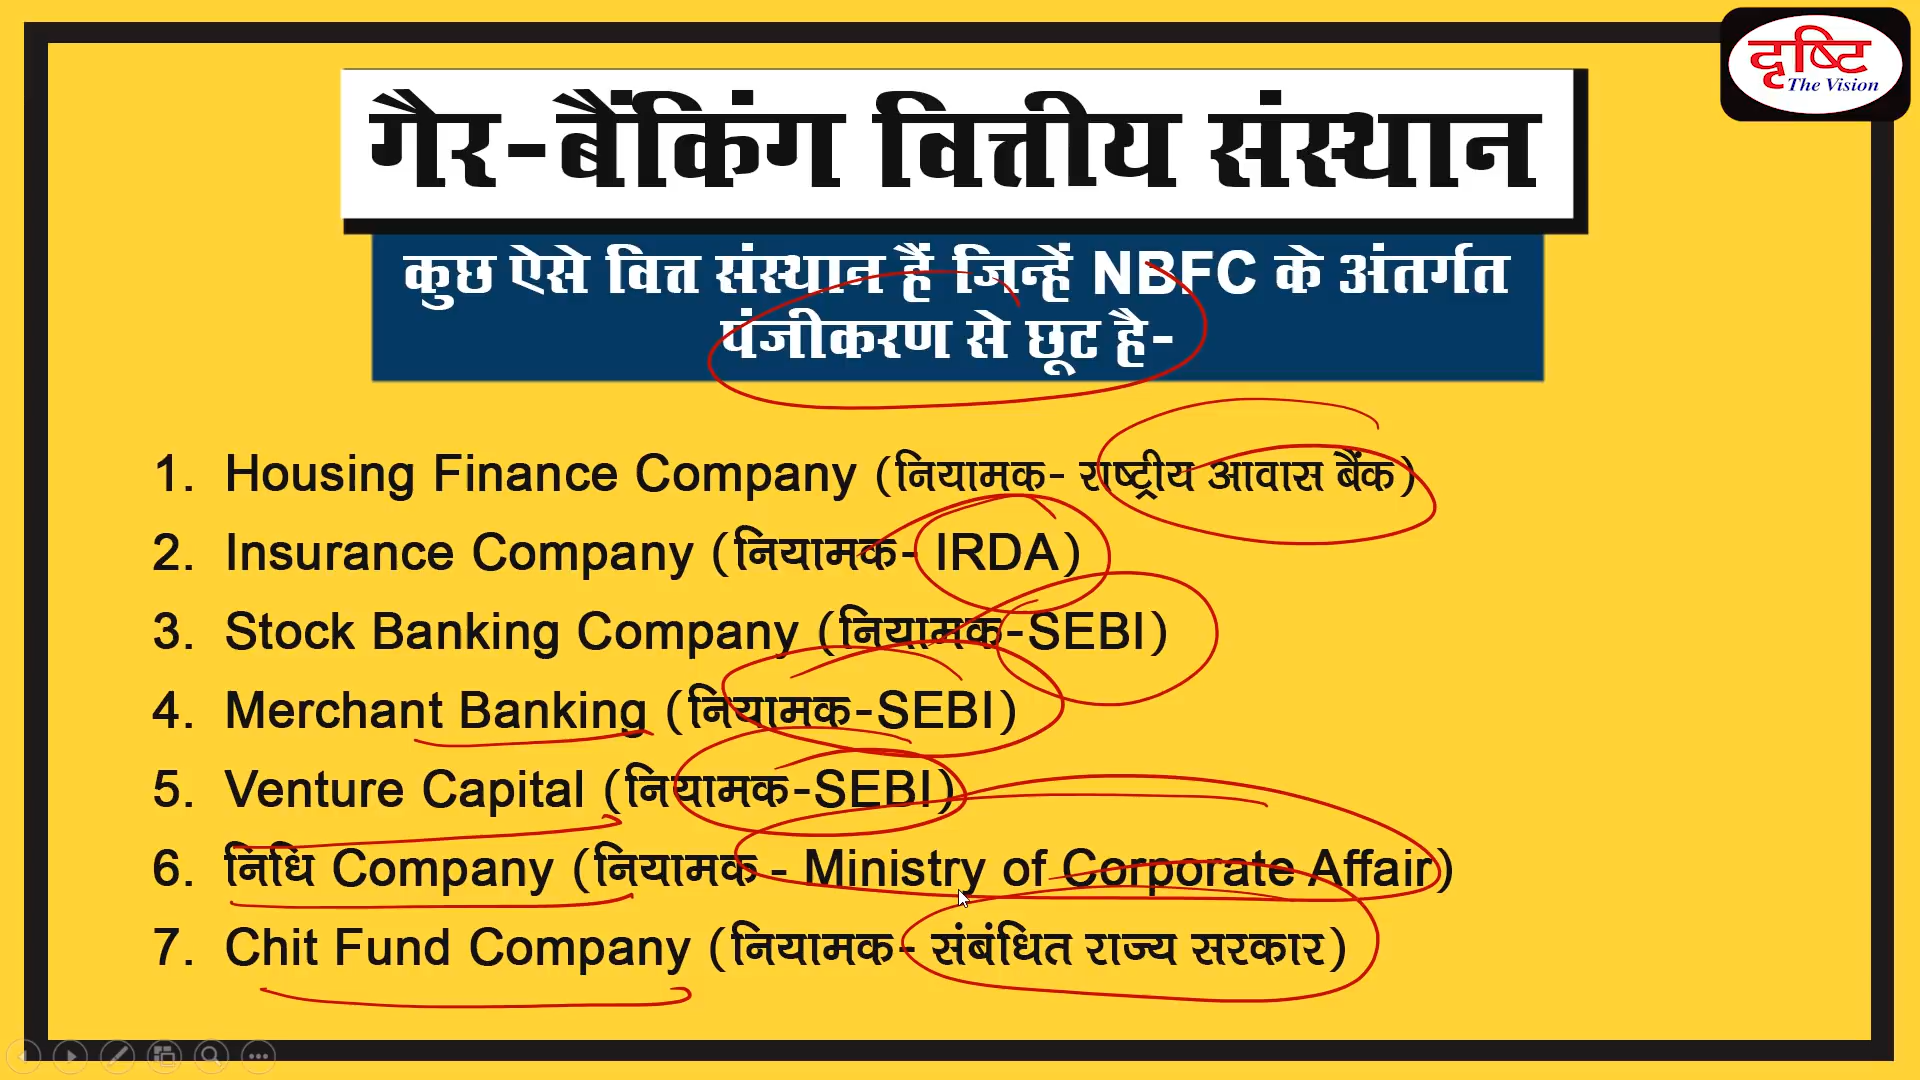 दृष्टि
The Vision
गैर-बैंकिंग वित्तीय संस्थान
कुछ ऐसे वित्त संस्थान हैं जिन्हें NBFC के अंतर्गत
पंजीकरण से छूट है-
1. Housing Finance Company (नियामक- राष्ट्रीय आवास बैंक)
2. Insurance Company (नियामक- IRDA)
3. Stock Banking Company (नियामक-SEBI)
4. Merchant Banking (नियामक-SEBI)
5. Venture Capital (नियामक-SEBI)
6. निधि Company (नियामक - Ministry of Corporate Affair)
7. Chit Fund Company (नियामक- संबंधित राज्य सरकार)